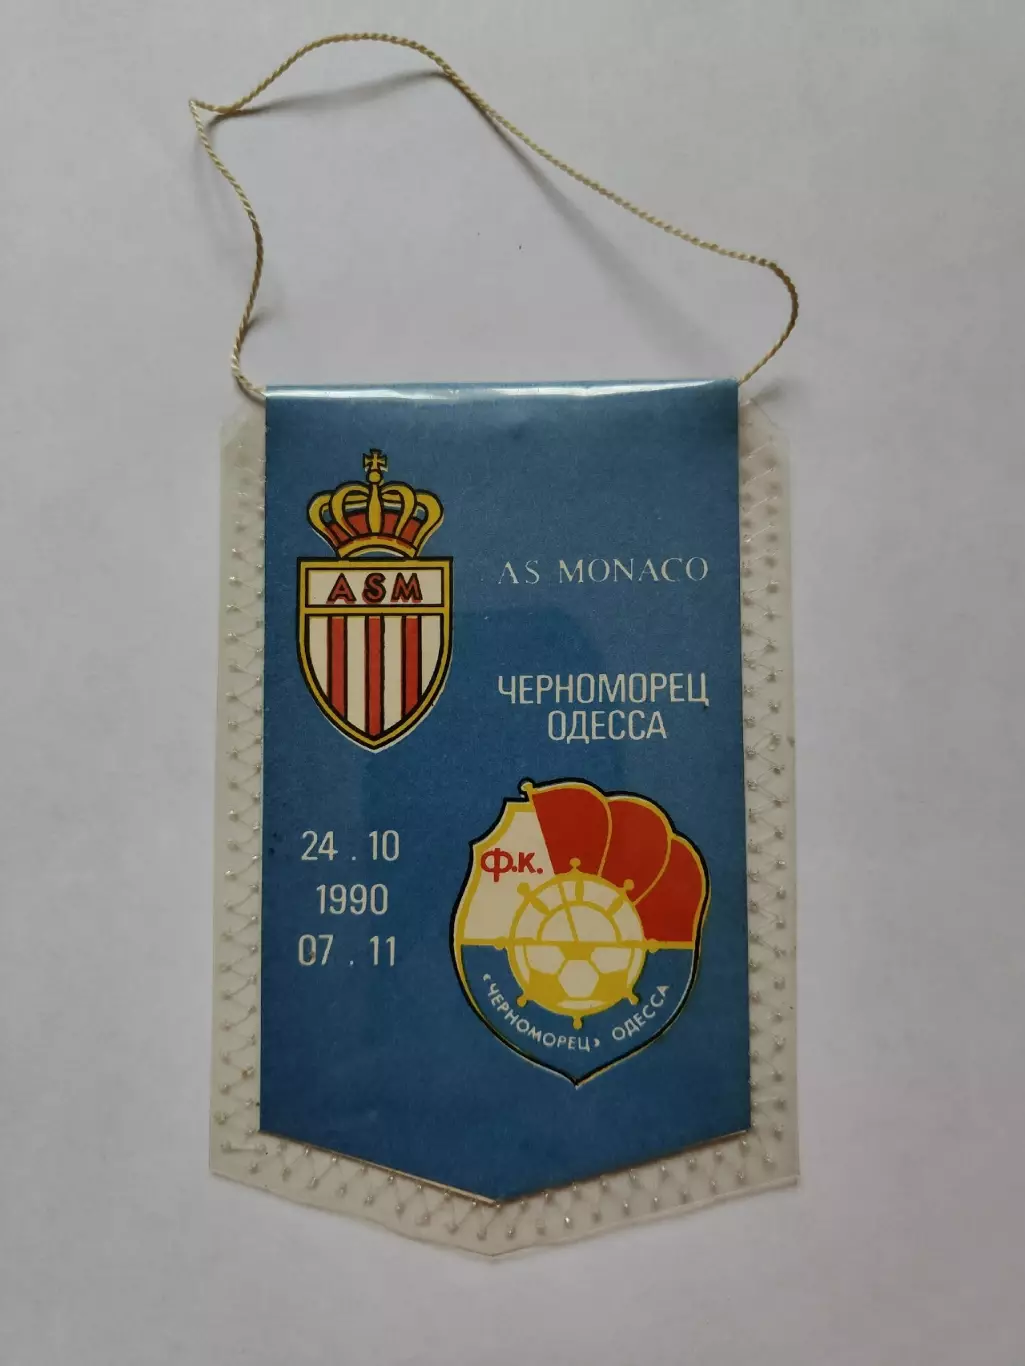 ASM
AS MONACO
ЧЕРНОМОРЕЦ
ОДЕССА
24.10
1990
07.11
Ф.К.
"ЧЕРНОМОРЕЦ" ОДЕССА